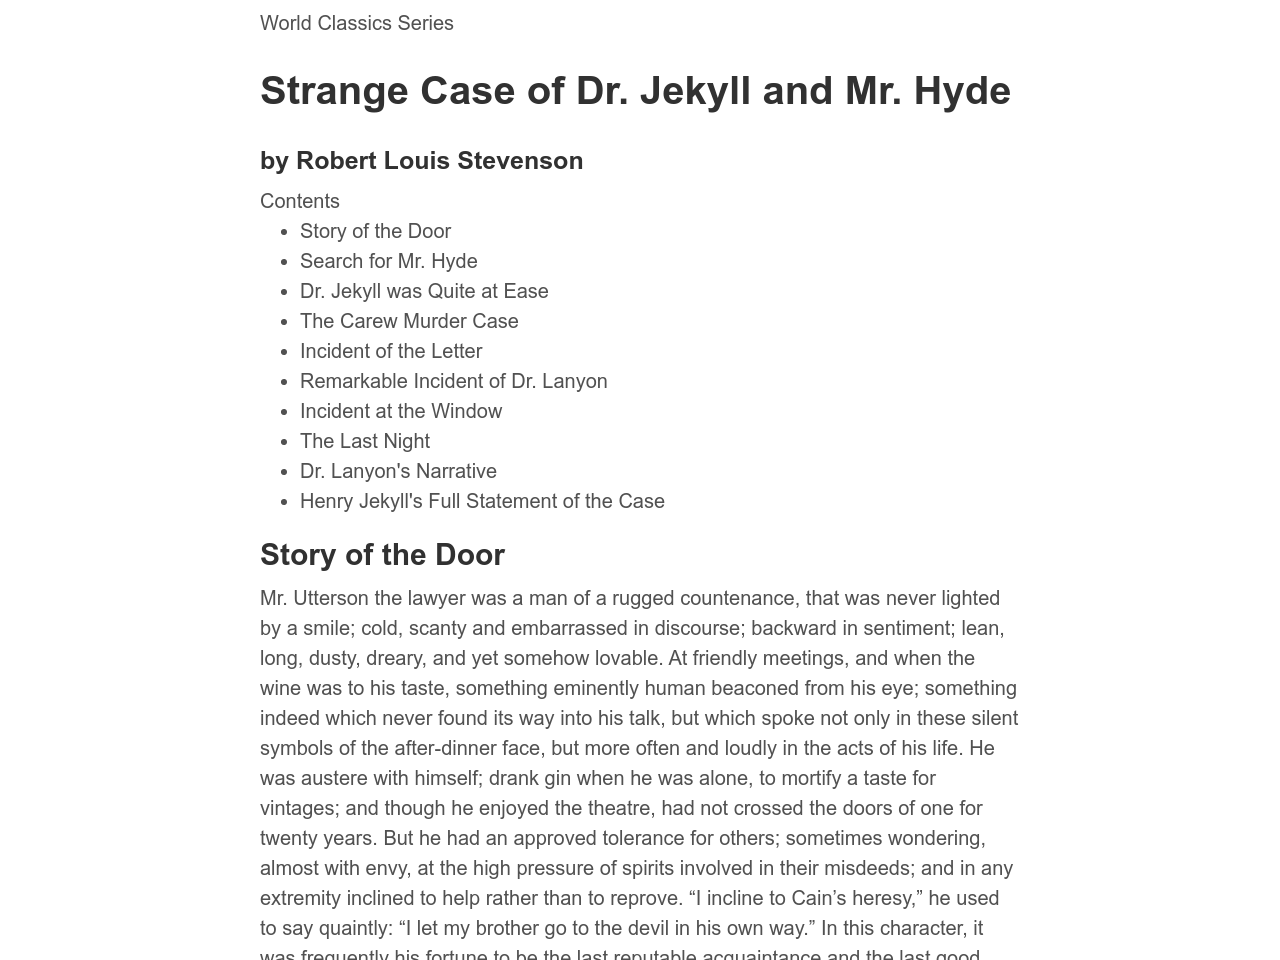 World Classics Series
Strange Case of Dr. Jekyll and Mr. Hyde
by Robert Louis Stevenson
Contents
• Story of the Door
• Search for Mr. Hyde
• Dr. Jekyll was Quite at Ease
• The Carew Murder Case
• Incident of the Letter
• Remarkable Incident of Dr. Lanyon
• Incident at the Window
• The Last Night
• Dr. Lanyon's Narrative
• Henry Jekyll's Full Statement of the Case
Story of the Door
Mr. Utterson the lawyer was a man of a rugged countenance, that was never lighted
by a smile; cold, scanty and embarrassed in discourse; backward in sentiment; lean,
long, dusty, dreary, and yet somehow lovable. At friendly meetings, and when the
wine was to his taste, something eminently human beaconed from his eye; something
indeed which never found its way into his talk, but which spoke not only in these silent
symbols of the after-dinner face, but more often and loudly in the acts of his life. He
was austere with himself; drank gin when he was alone, to mortify a taste for
vintages; and though he enjoyed the theatre, had not crossed the doors of one for
twenty years. But he had an approved tolerance for others; sometimes wondering,
almost with envy, at the high pressure of spirits involved in their misdeeds; and in any
extremity inclined to help rather than to reprove. “I incline to Cain’s heresy,” he used
to say quaintly: “I let my brother go to the devil in his own way.” In this character, it
was frequently his fortune to be the last reputable acquaintance and the last good